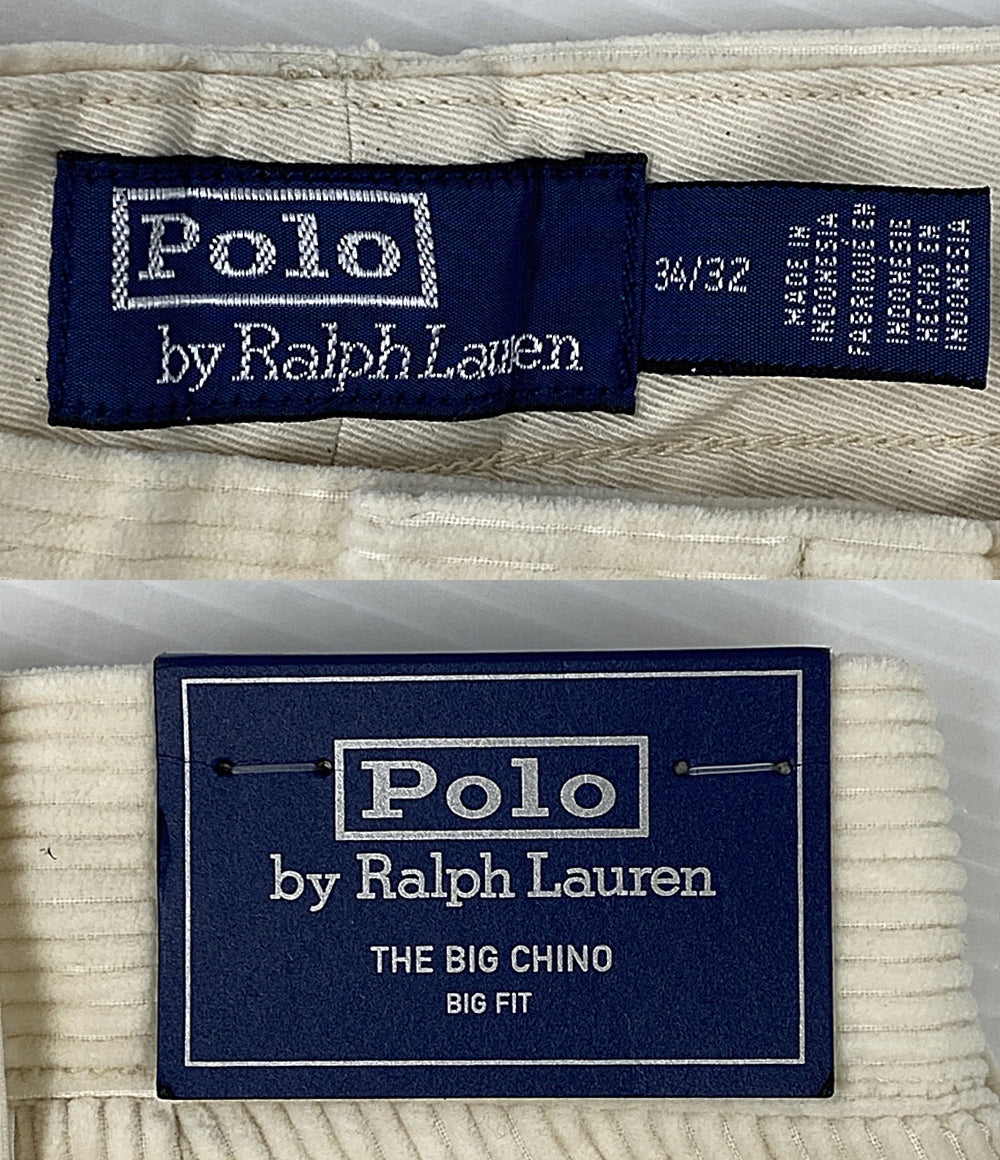 Polo
by Ralph Lauren
34/32
MADE IN
INDONESIA
FABRIQUÉ EN
INDONESIE
HECHO EN
INDONESIA
Polo
by Ralph Lauren
THE BIG CHINO
BIG FIT